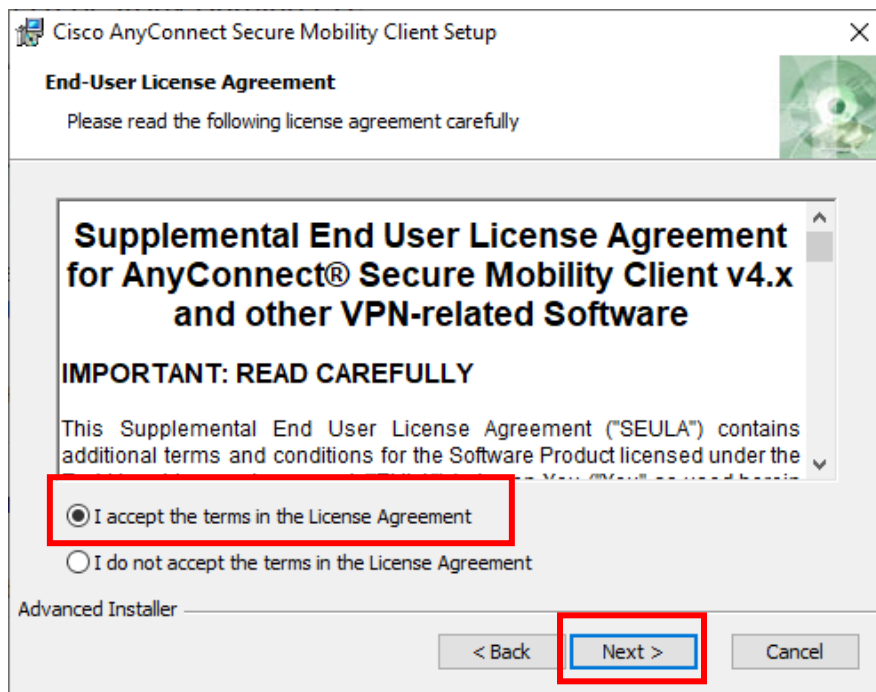 Cisco AnyConnect Secure Mobility Client Setup
End-User License Agreement
Please read the following license agreement carefully
Supplemental End User License Agreement
for AnyConnect® Secure Mobility Client v4.x
and other VPN-related Software
IMPORTANT: READ CAREFULLY
This Supplemental End User License Agreement ("SEULA") contains
additional terms and conditions for the Software Product licensed under the
I accept the terms in the License Agreement
I do not accept the terms in the License Agreement
Advanced Installer
< Back
Next >
Cancel